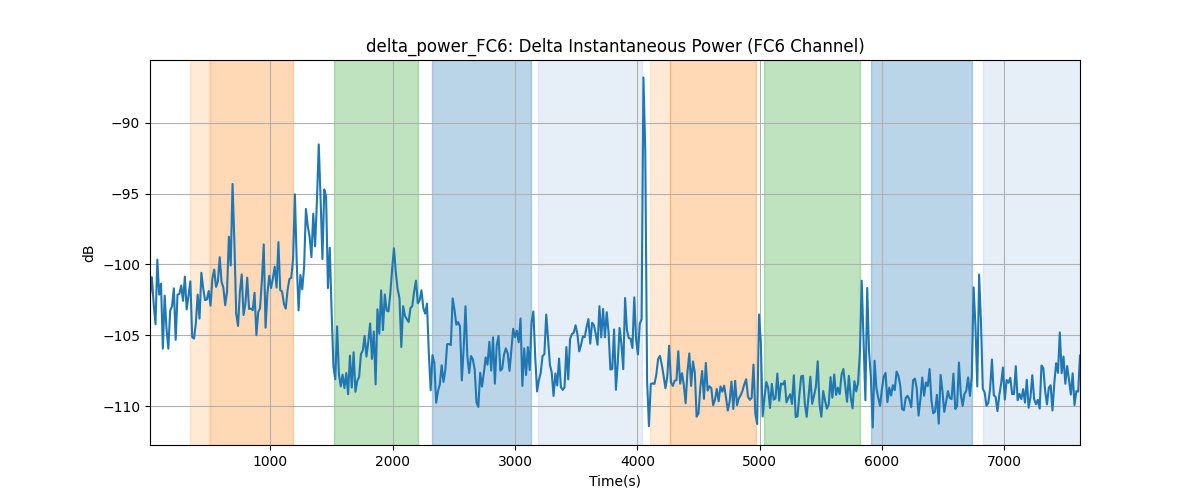 delta_power_FC6: Delta Instantaneous Power (FC6 Channel)
−90
−95
−100
−105
−110
dB
1000 2000 3000 4000 5000 6000 7000
Time(s)